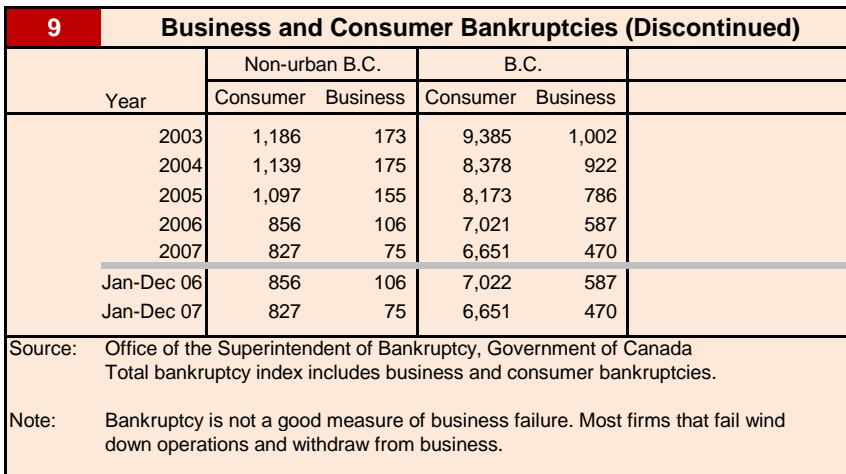 9 Business and Consumer Bankruptcies (Discontinued)
Non-urban B.C. B.C.
Year Consumer Business Consumer Business
2003 1,186 173 9,385 1,002
2004 1,139 175 8,378 922
2005 1,097 155 8,173 786
2006 856 106 7,021 587
2007 827 75 6,651 470
Jan-Dec 06 856 106 7,022 587
Jan-Dec 07 827 75 6,651 470
Source: Office of the Superintendent of Bankruptcy, Government of Canada
Total bankruptcy index includes business and consumer bankruptcies.
Note: Bankruptcy is not a good measure of business failure. Most firms that fail wind
down operations and withdraw from business.